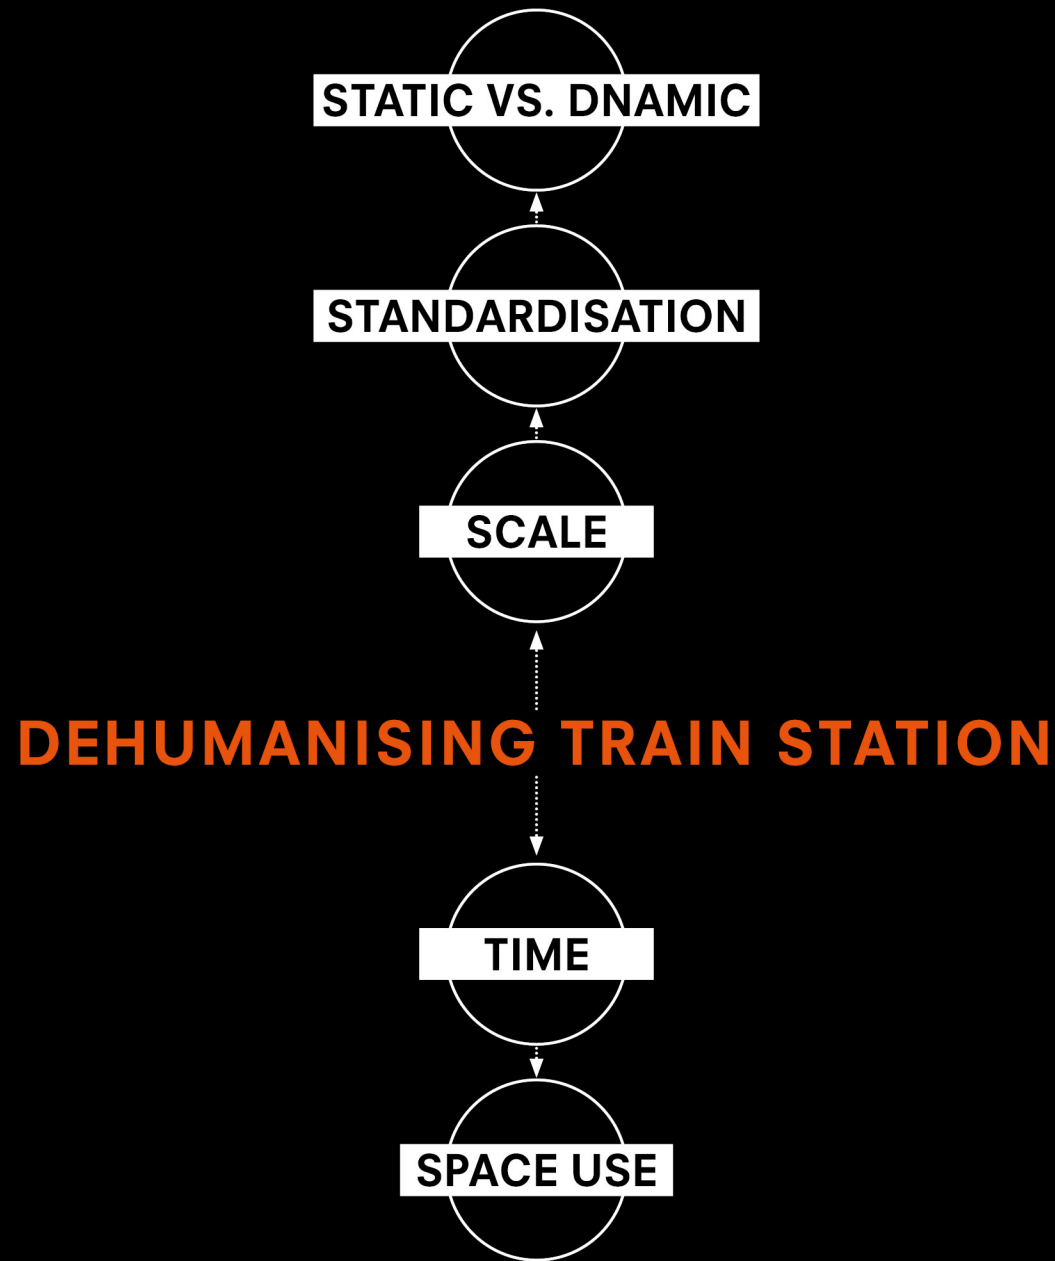 STATIC VS. DNAMIC
STANDARDISATION
SCALE
DEHUMANISING TRAIN STATION
TIME
SPACE USE